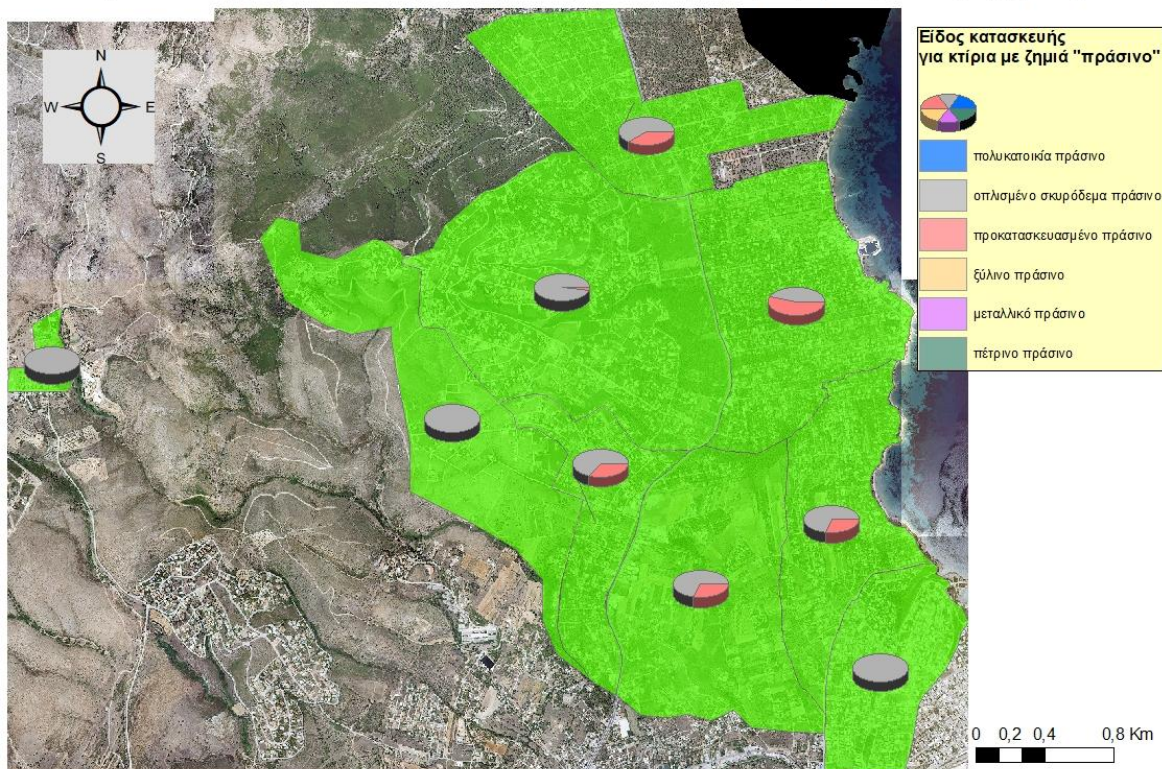 N
W E
S
Είδος κατασκευής
για κτίρια με ζημιά "πράσινο"
πολυκατοικία πράσινο
οπλισμένο σκυρόδεμα πράσινο
προκατασκευασμένο πράσινο
ξύλινο πράσινο
μεταλλικό πράσινο
πέτρινο πράσινο
0 0,2 0,4 0,8 Km